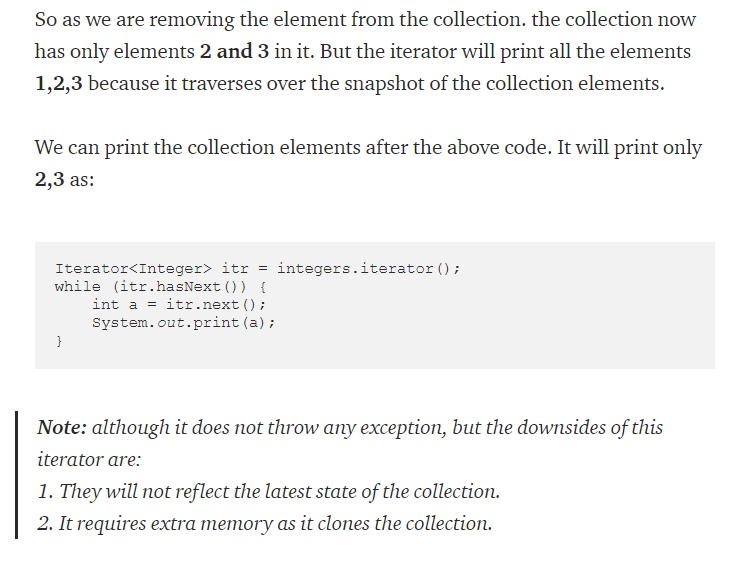 So as we are removing the element from the collection. the collection now
has only elements 2 and 3 in it. But the iterator will print all the elements
1,2,3 because it traverses over the snapshot of the collection elements.
We can print the collection elements after the above code. It will print only
2,3 as:
Iterator<Integer> itr = integers.iterator();
while (itr.hasNext()) {
    int a = itr.next();
    System.out.print(a);
}
Note: although it does not throw any exception, but the downsides of this
iterator are:
1. They will not reflect the latest state of the collection.
2. It requires extra memory as it clones the collection.